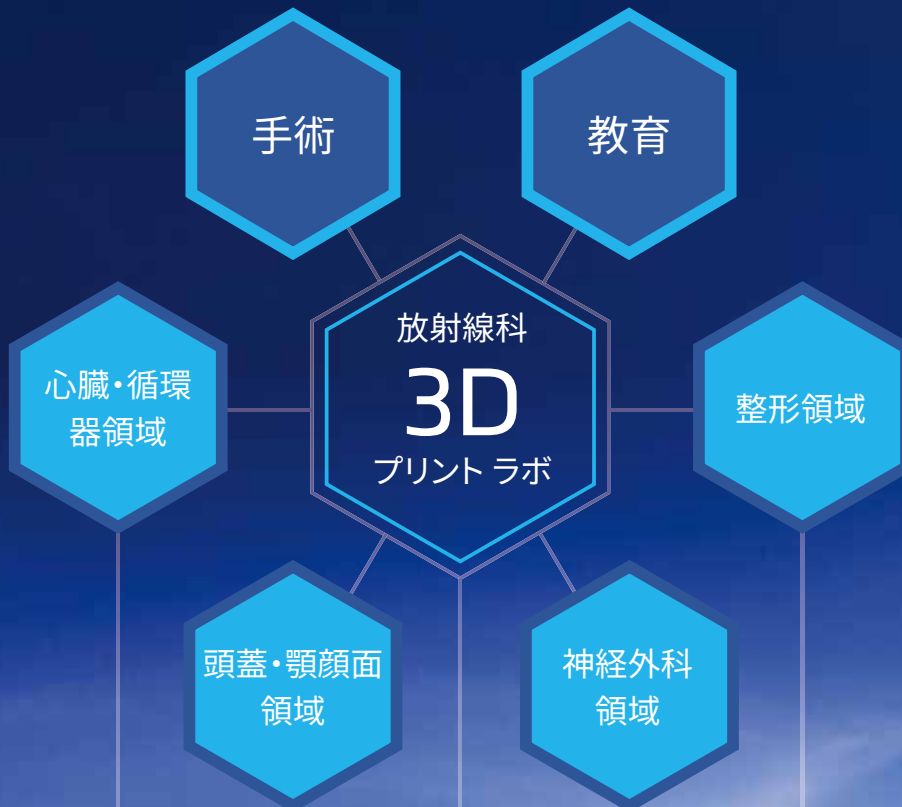 手術
教育
放射線科
3D
プリント ラボ
心臓・循環
器領域
整形領域
頭蓋・顎顔面
領域
神経外科
領域